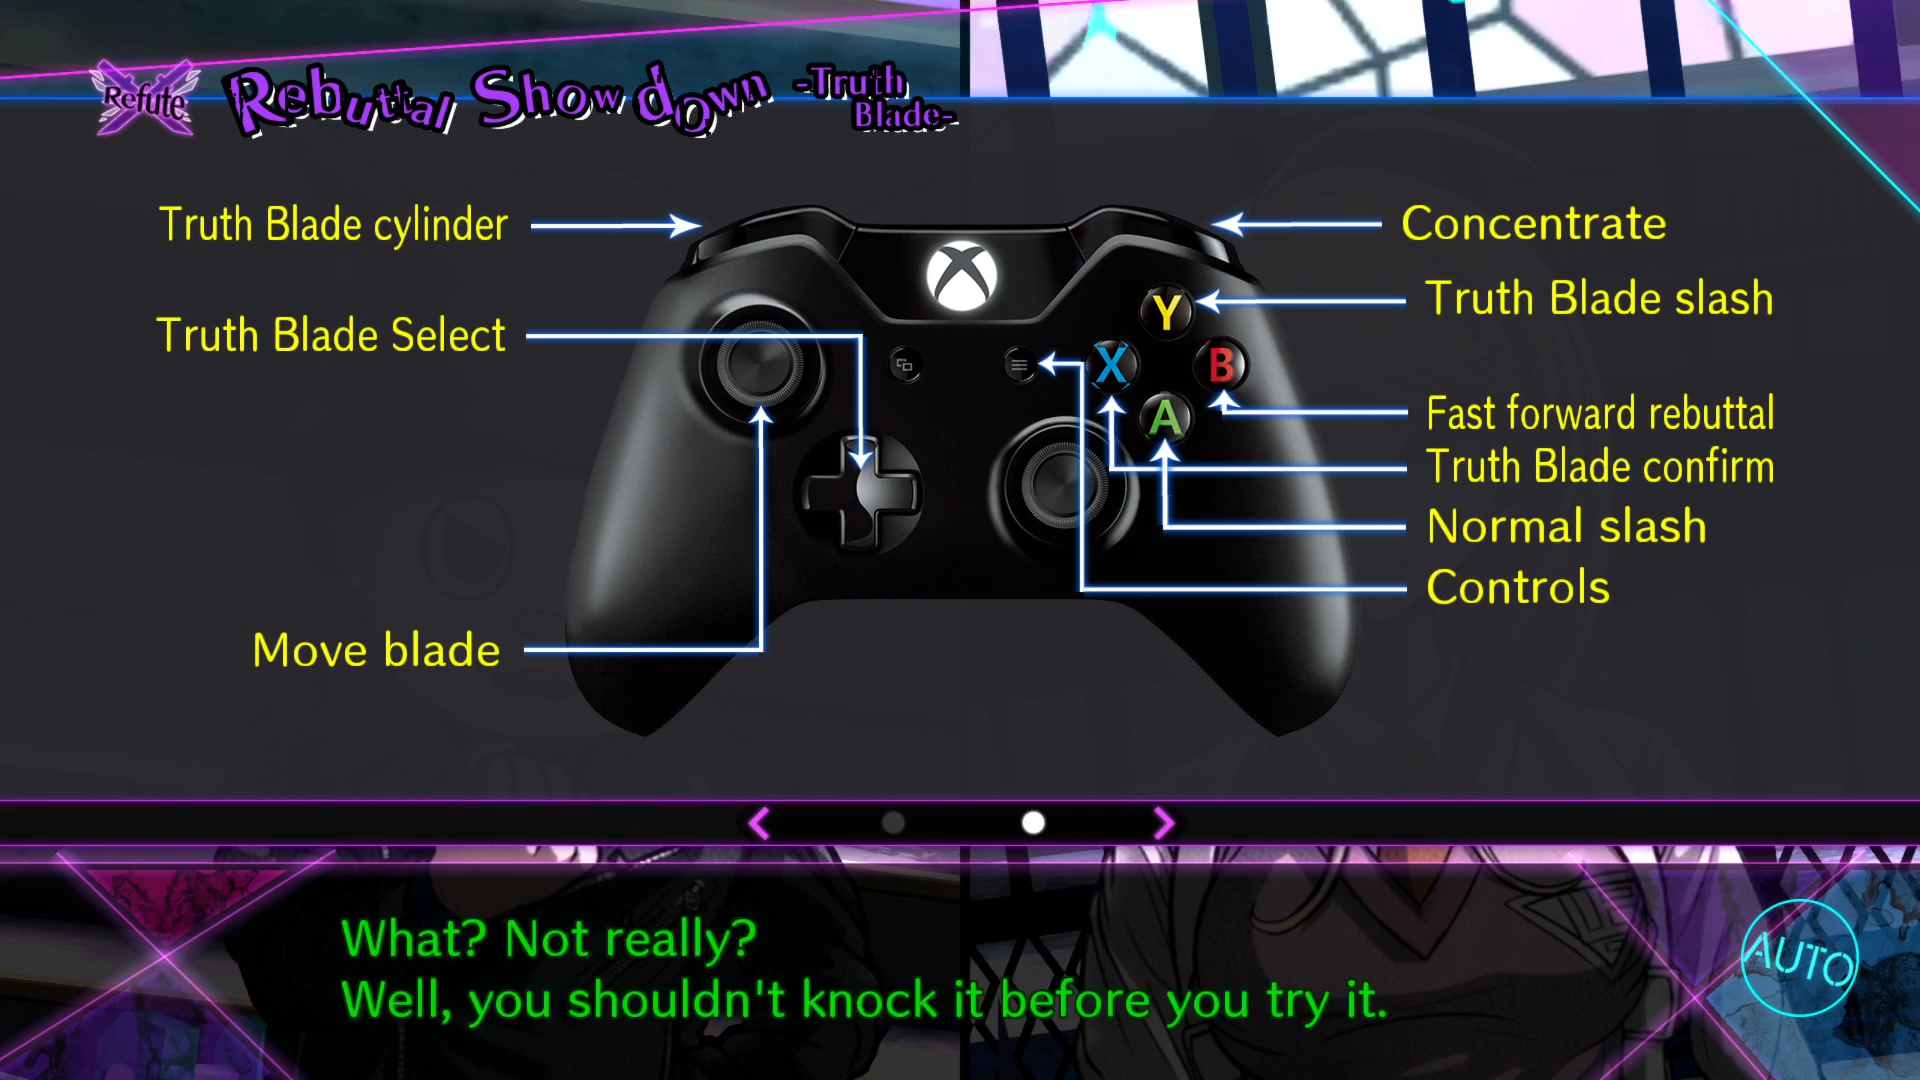 Refute
Rebuttal Showdown -Truth
Blade-
Truth Blade cylinder
Concentrate
Truth Blade slash
Truth Blade Select
Y
X
B
A
Fast forward rebuttal
Truth Blade confirm
Normal slash
Controls
Move blade
What? Not really?
Well, you shouldn't knock it before you try it.
AUTO